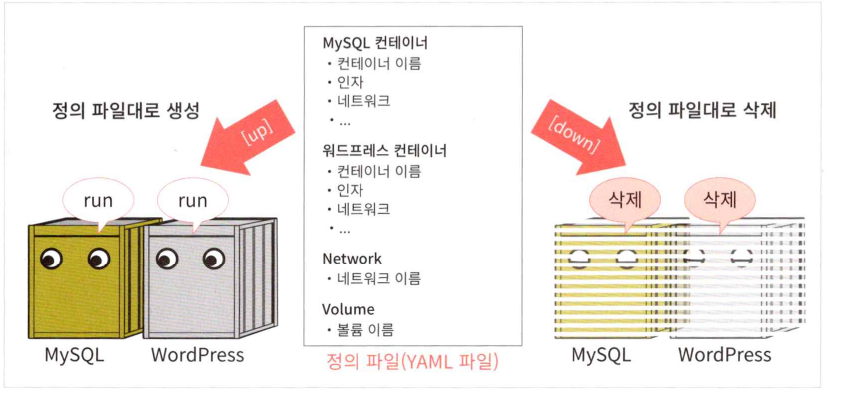 정의 파일대로 생성
[up]
run
run
MySQL
WordPress
MySQL 컨테이너
• 컨테이너 이름
• 인자
• 네트워크
• ...
워드프레스 컨테이너
• 컨테이너 이름
• 인자
• 네트워크
• ...
Network
• 네트워크 이름
Volume
• 볼륨 이름
정의 파일(YAML 파일)
[down]
정의 파일대로 삭제
삭제
삭제
MySQL
WordPress